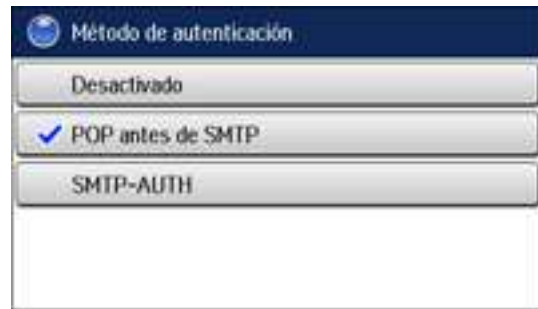 Método de autenticación
Desactivado
POP antes de SMTP
SMTP-AUTH